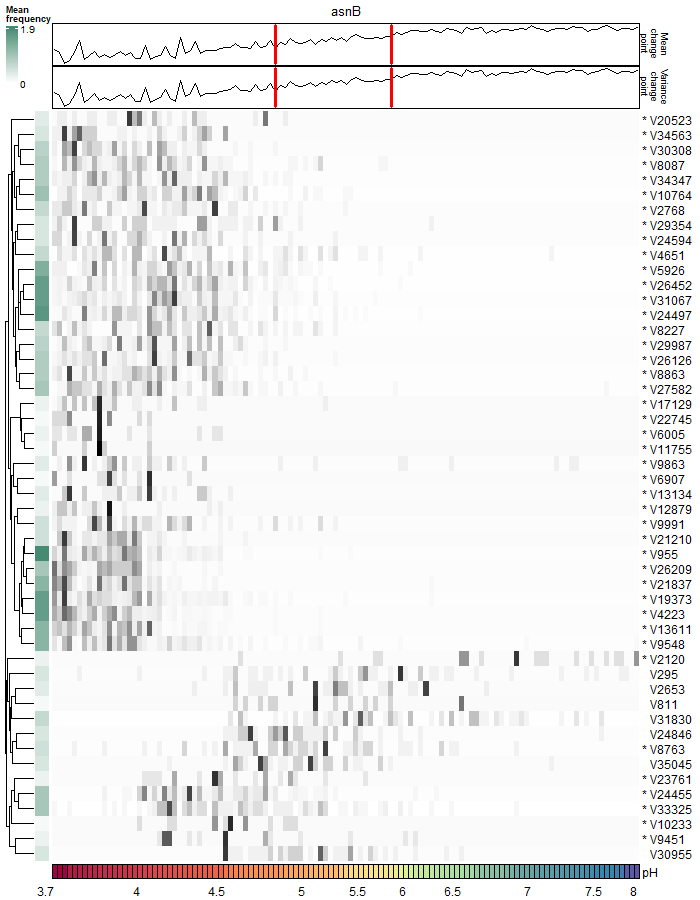 asnB
Mean
frequency
1.9
0
Mean
change
point
Variance
change
point
* V20523
* V34563
* V30308
* V8087
* V34347
* V10764
* V2768
* V29354
* V24594
* V4651
* V5926
* V26452
* V31067
* V24497
* V8227
* V29987
* V26126
* V8863
* V27582
* V17129
* V22745
* V6005
* V11755
* V9863
* V6907
* V13134
* V12879
* V9991
* V21210
* V955
* V26209
* V21837
* V19373
* V4223
* V13611
* V9548
* V2120
V295
V2653
V811
V31830
V24846
* V8763
V35045
* V23761
* V24455
* V33325
* V10233
* V9451
V30955
pH
3.7 4 4.5 5 5.5 6 6.5 7 7.5 8